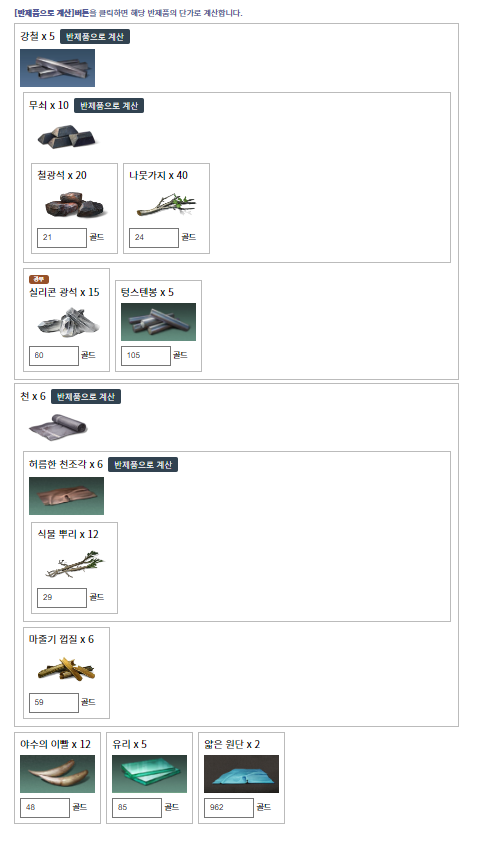 [반제품으로 계산]버튼을 클릭하면 해당 반제품의 단가로 계산합니다.
강철 x 5 반제품으로 계산
무쇠 x 10 반제품으로 계산
철광석 x 20 나뭇가지 x 40
21 골드 24 골드
광부
실리콘 광석 x 15 텅스텐봉 x 5
60 골드 105 골드
천 x 6 반제품으로 계산
허름한 천조각 x 6 반제품으로 계산
식물 뿌리 x 12
29 골드
마줄기 껍질 x 6
59 골드
야수의 이빨 x 12 유리 x 5 얇은 원단 x 2
48 골드 85 골드 962 골드